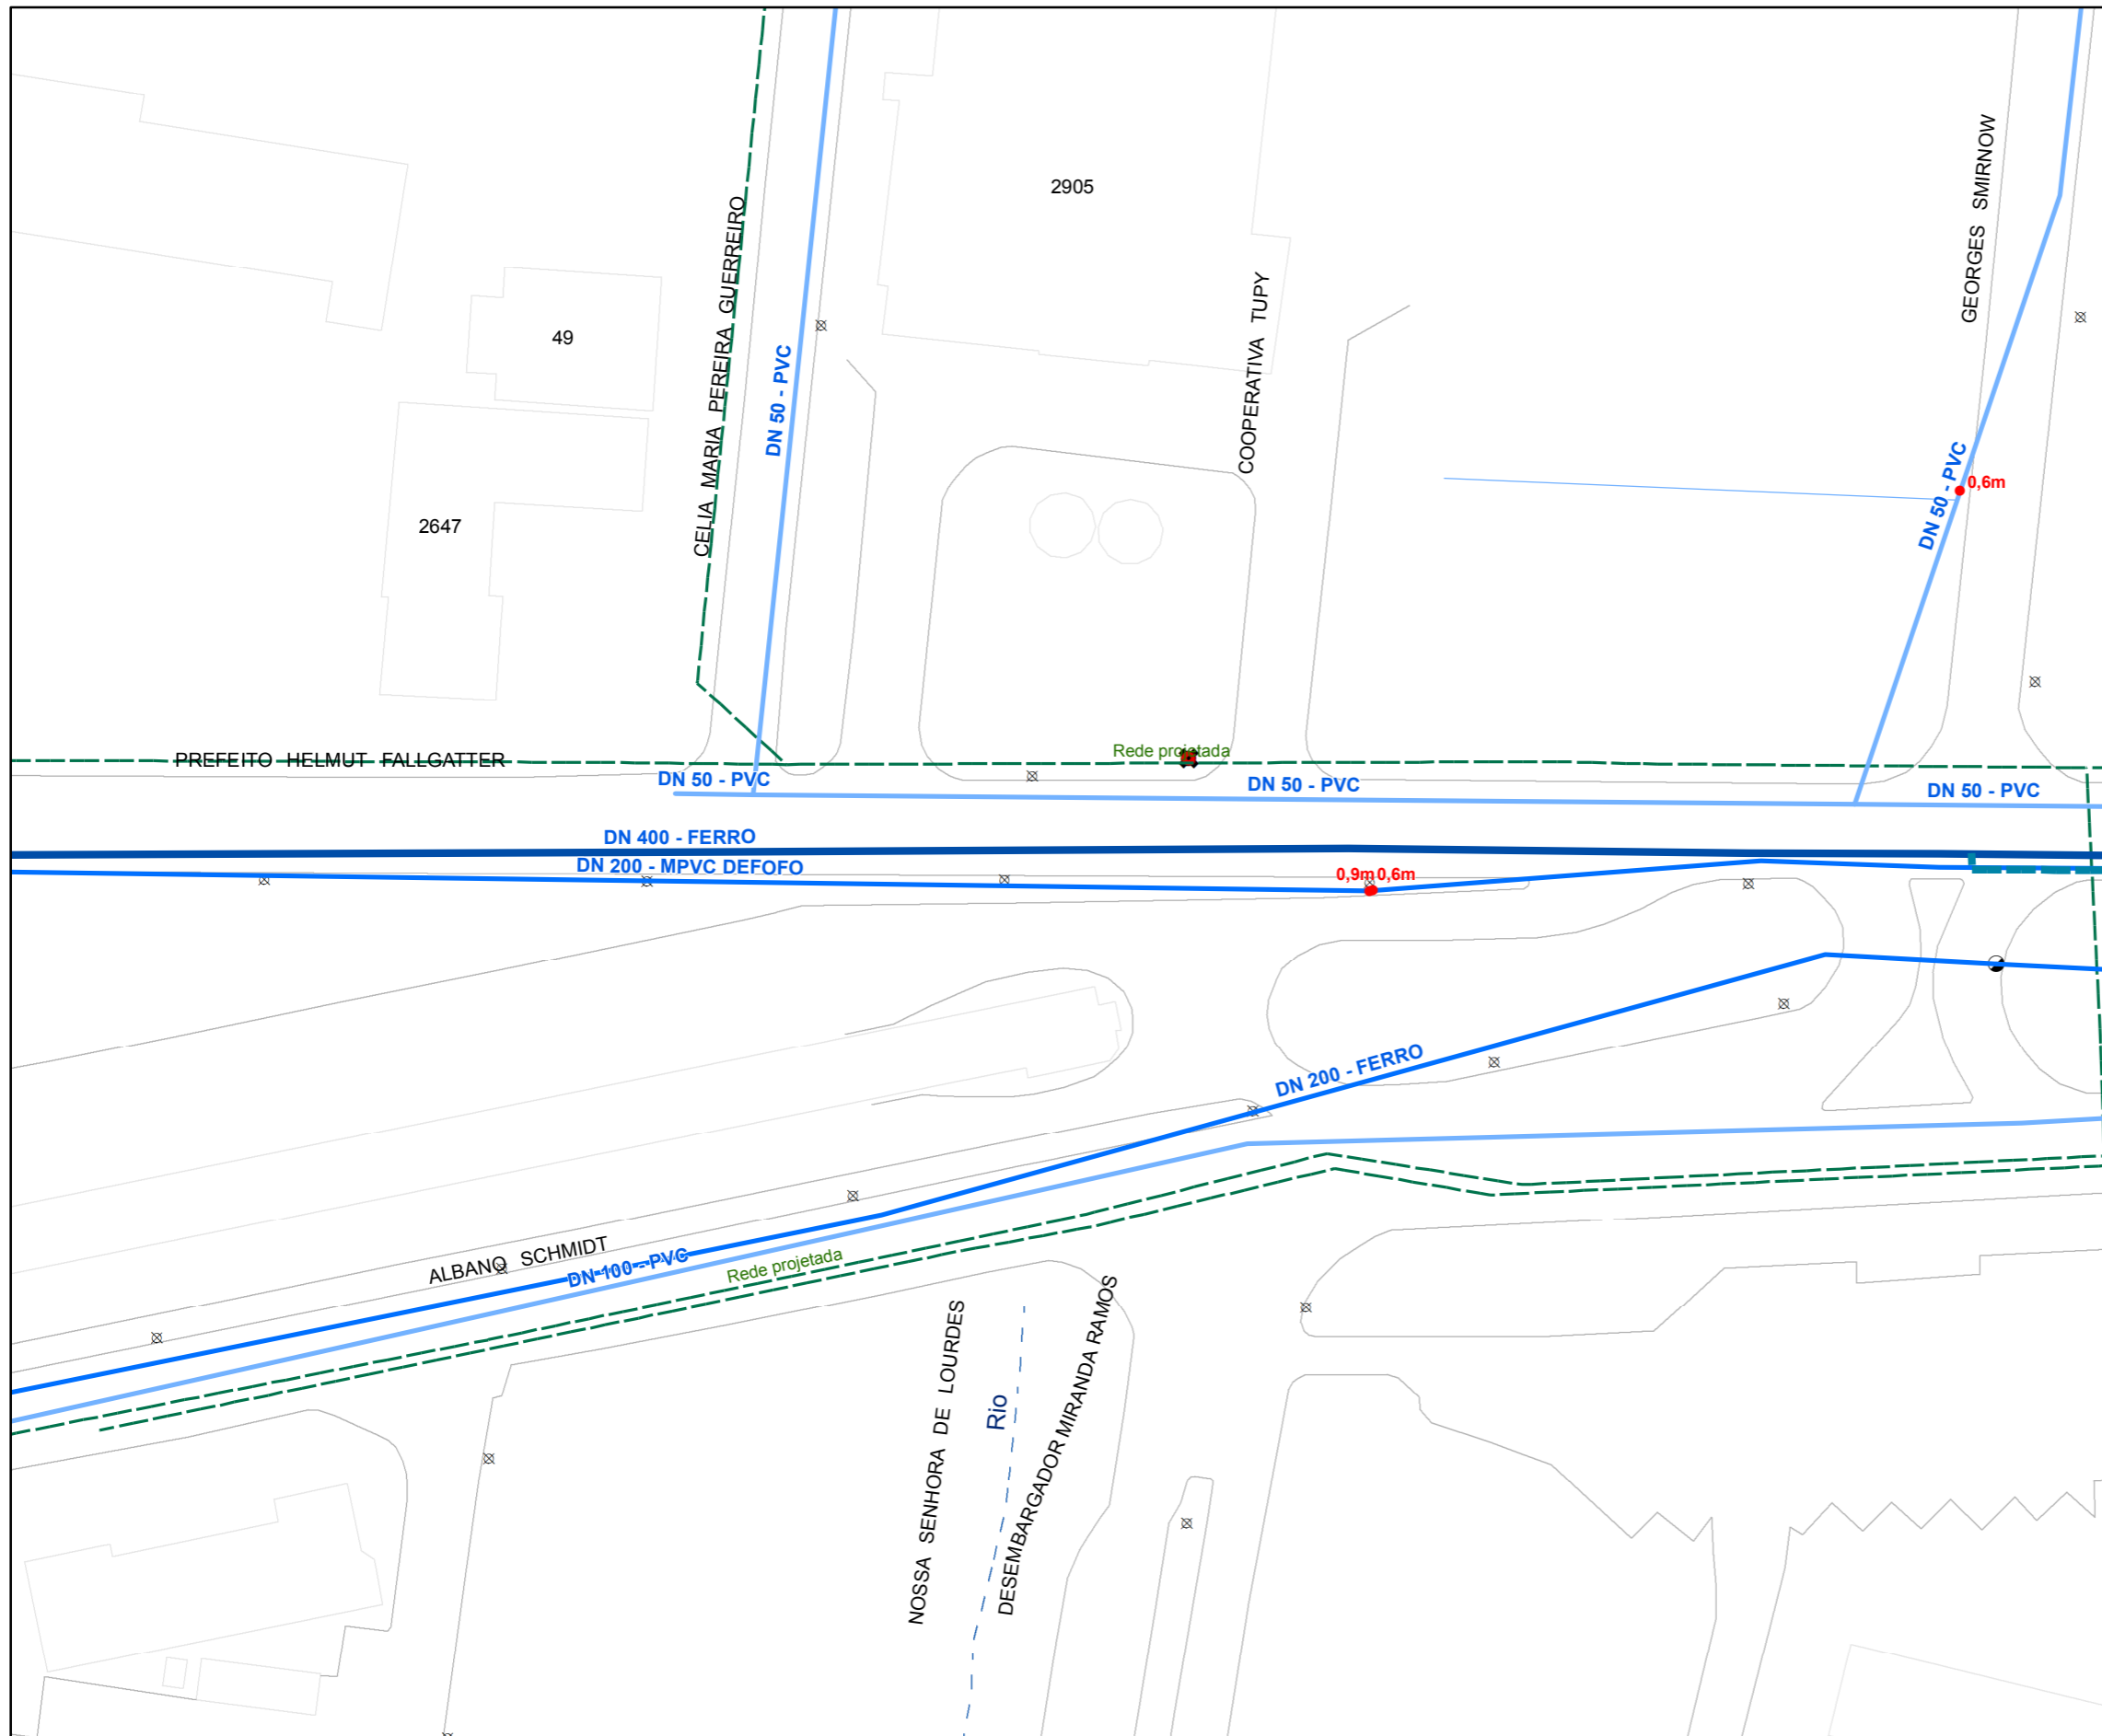 2905
GEORGES SMIRNOW
CELIA MARIA PEREIRA GUERREIRO
COOPERATIVA TUPY
49
DN 50 - PVC
DN 50 - PVC
0,6m
2647
Rede projetada
PREFEITO HELMUT FALLGATTER
DN 50 - PVC
DN 50 - PVC
DN 50 - PVC
DN 400 - FERRO
DN 200 - MPVC DEFOFO
0,9m
0,6m
DN 200 - FERRO
ALBANO SCHMIDT
DN 100 - PVC
Rede projetada
NOSSA SENHORA DE LOURDES
Rio
DESEMBARGADOR MIRANDA RAMOS